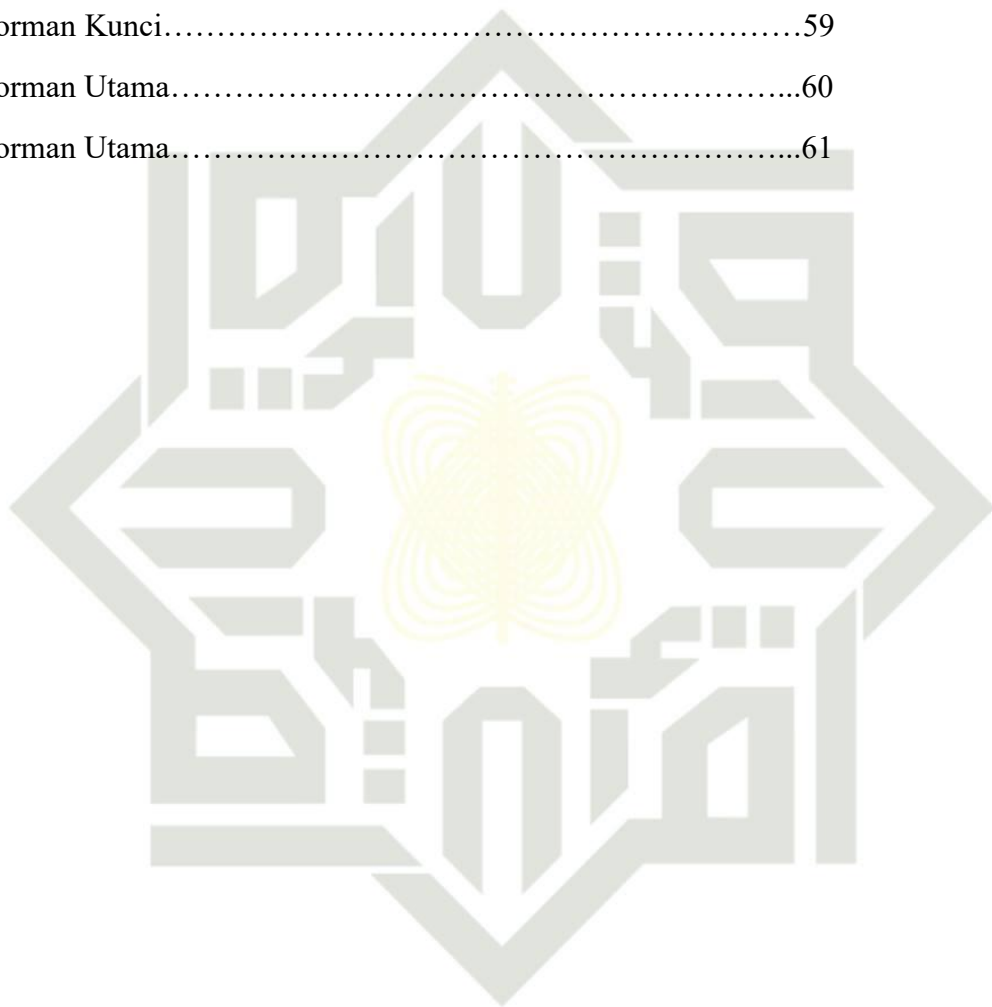 orman Kunci……………………………………………………59
orman Utama…………………………………………………...60
orman Utama…………………………………………………...61